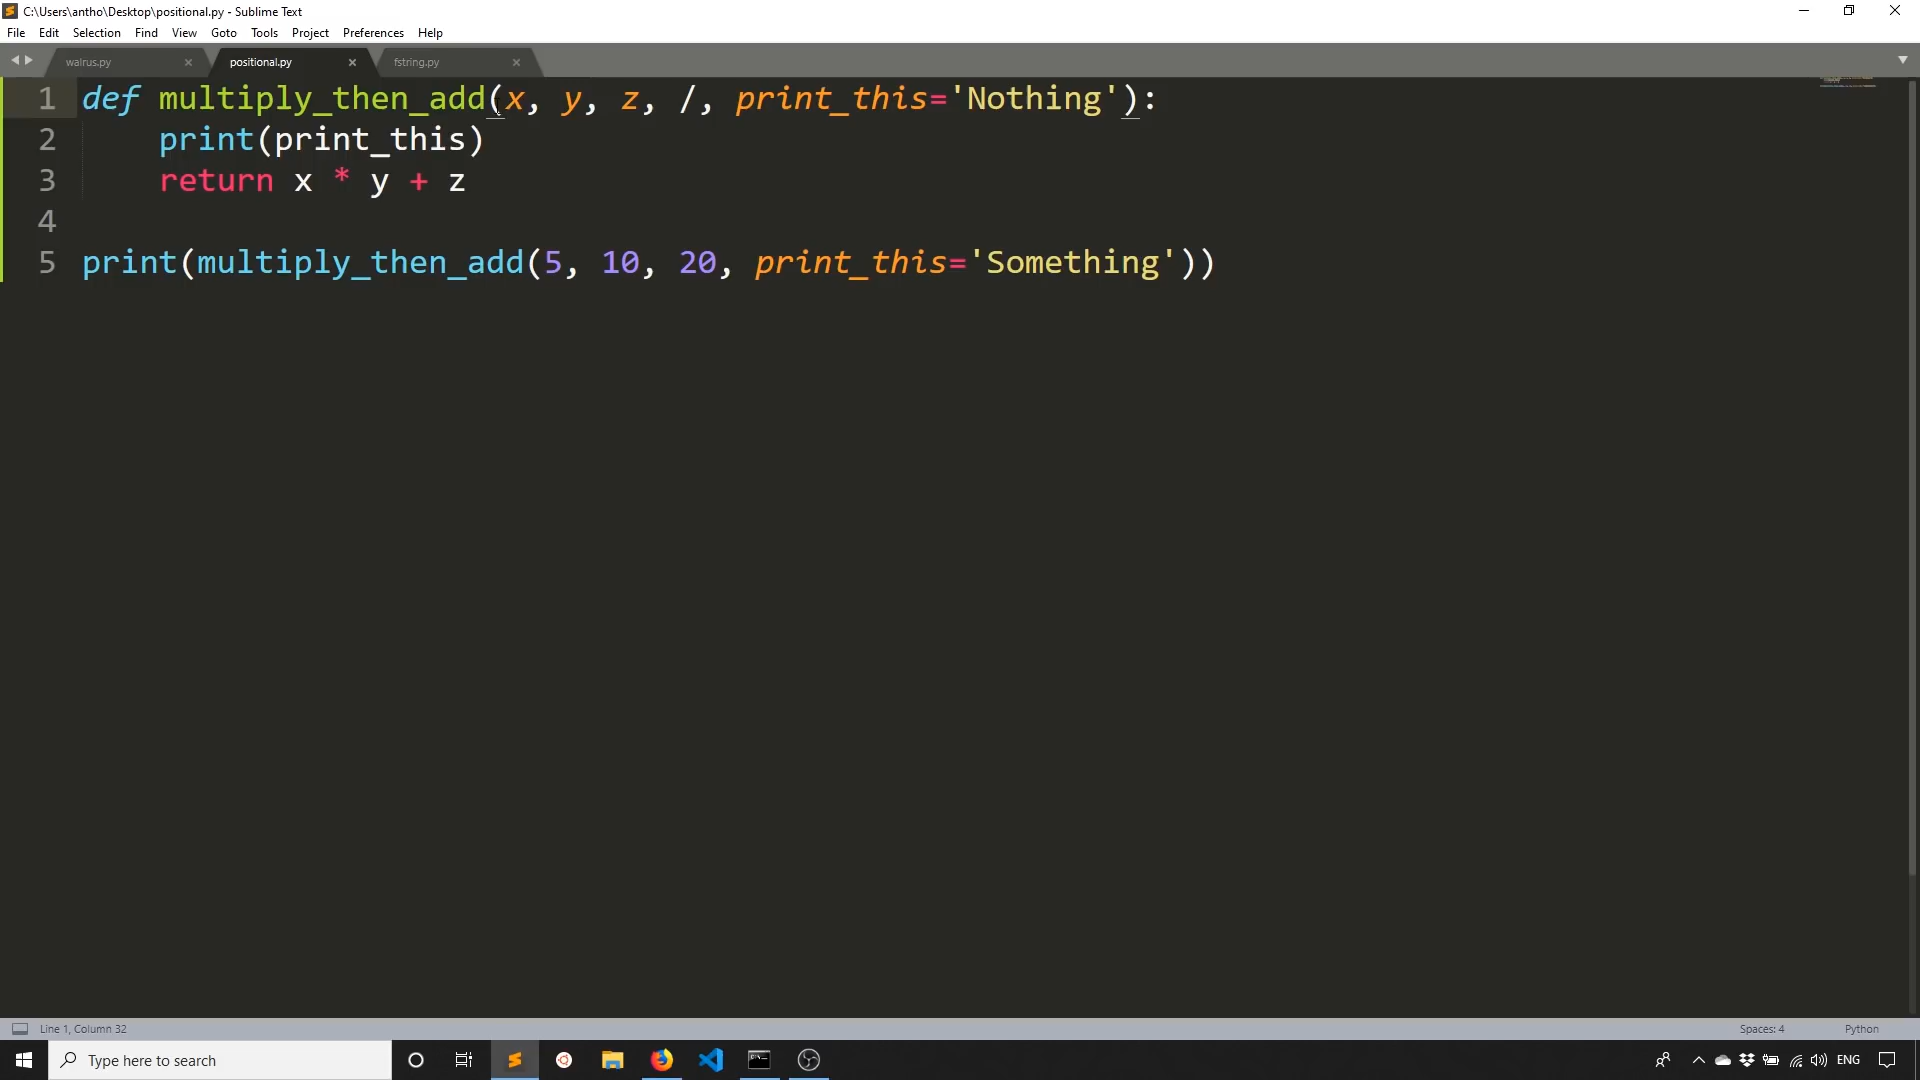 C:\Users\antho\Desktop\positional.py - Sublime Text
File Edit Selection Find View Goto Tools Project Preferences Help
walrus.py positional.py fstring.py
1 def multiply_then_add(x, y, z, /, print_this='Nothing'):
2     print(print_this)
3     return x * y + z
4
5 print(multiply_then_add(5, 10, 20, print_this='Something'))
Line 1, Column 32 Spaces: 4 Python
Type here to search ENG